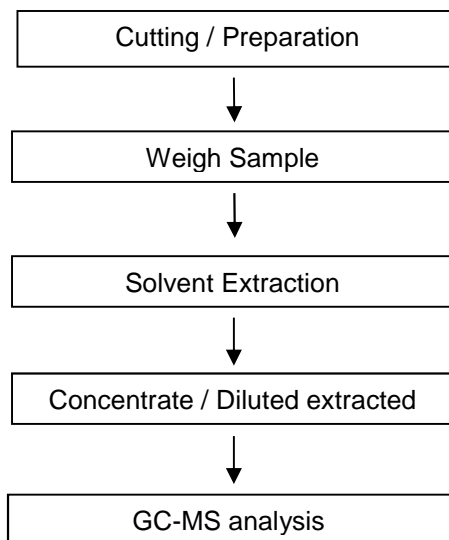 Cutting / Preparation
Weigh Sample
Solvent Extraction
Concentrate / Diluted extracted
GC-MS analysis